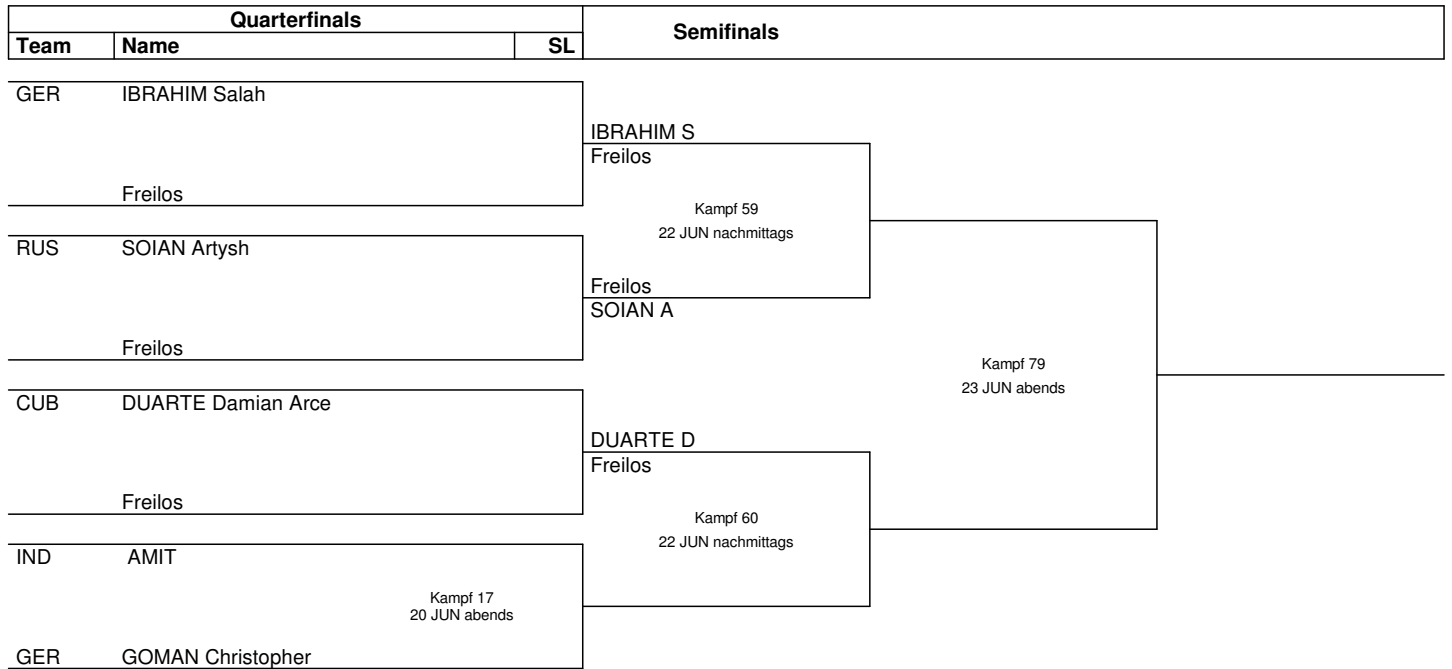 Quarterfinals
Semifinals
Team Name SL
GER IBRAHIM Salah
IBRAHIM S
Freilos
Freilos
Kampf 59
22 JUN nachmittags
RUS SOIAN Artysh
Freilos
SOIAN A
Freilos
Kampf 79
23 JUN abends
CUB DUARTE Damian Arce
DUARTE D
Freilos
Freilos
Kampf 60
22 JUN nachmittags
IND AMIT
Kampf 17
20 JUN abends
GER GOMAN Christopher